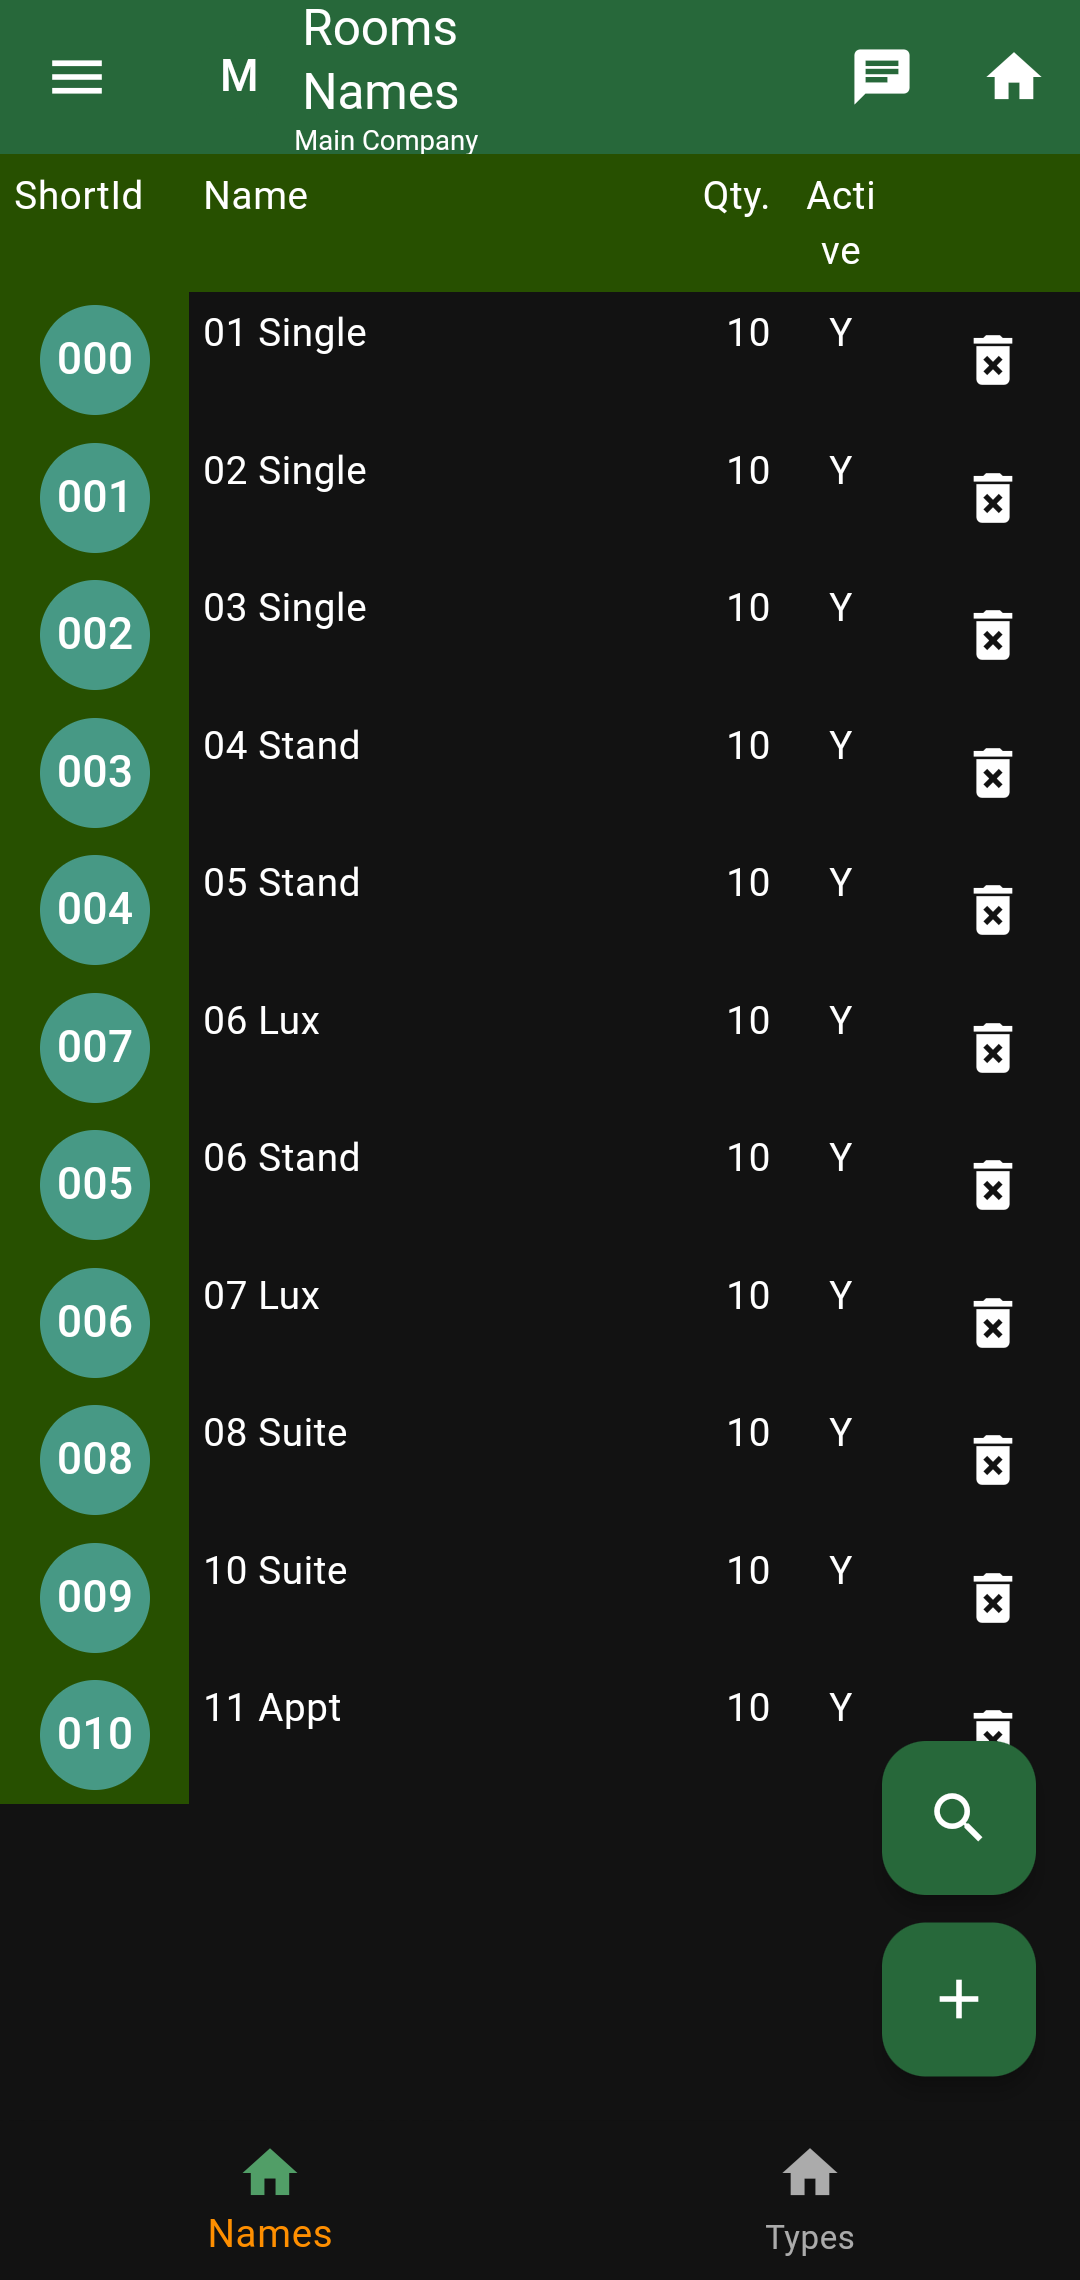 M
Rooms
Names
Main Company
ShortId Name Qty. Acti
ve
000 01 Single 10 Y
001 02 Single 10 Y
002 03 Single 10 Y
003 04 Stand 10 Y
004 05 Stand 10 Y
007 06 Lux 10 Y
005 06 Stand 10 Y
006 07 Lux 10 Y
008 08 Suite 10 Y
009 10 Suite 10 Y
010 11 Appt 10 Y
Names Types